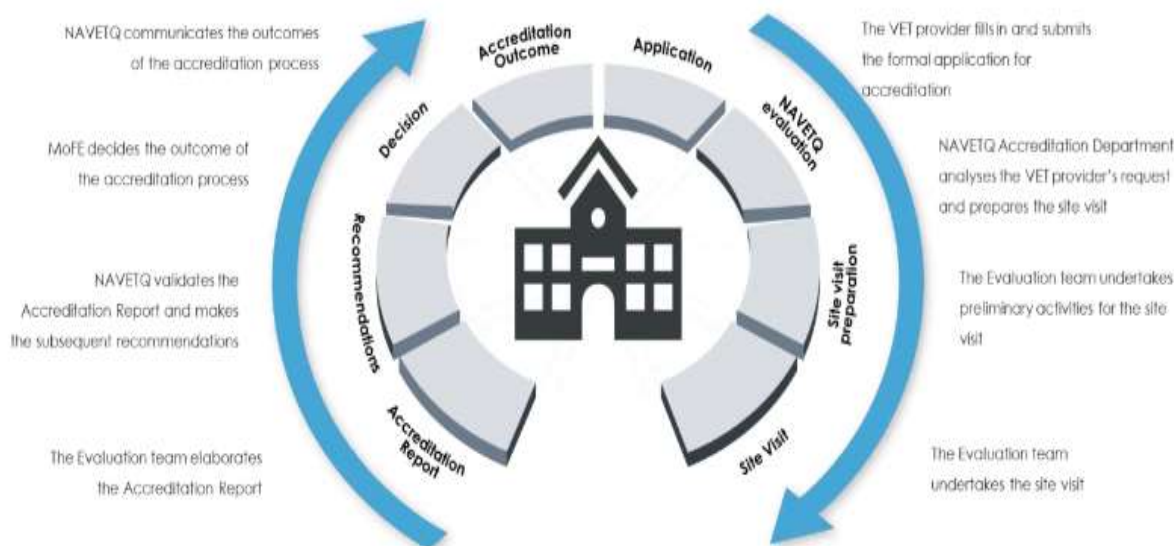 Application
The VET provider fills in and submits
the formal application for
accreditation
NAVETQ
evaluation
NAVETQ Accreditation Department
analyses the VET provider's request
and prepares the site visit
Site visit
preparation
The Evaluation team undertakes
preliminary activities for the site
visit
Site Visit
The Evaluation team
undertakes the site visit
Accreditation
Report
The Evaluation team elaborates
the Accreditation Report
Recommendations
NAVETQ validates the
Accreditation Report and makes
the subsequent recommendations
Decision
MoFE decides the outcome of
the accreditation process
Accreditation
Outcome
NAVETQ communicates the outcomes
of the accreditation process